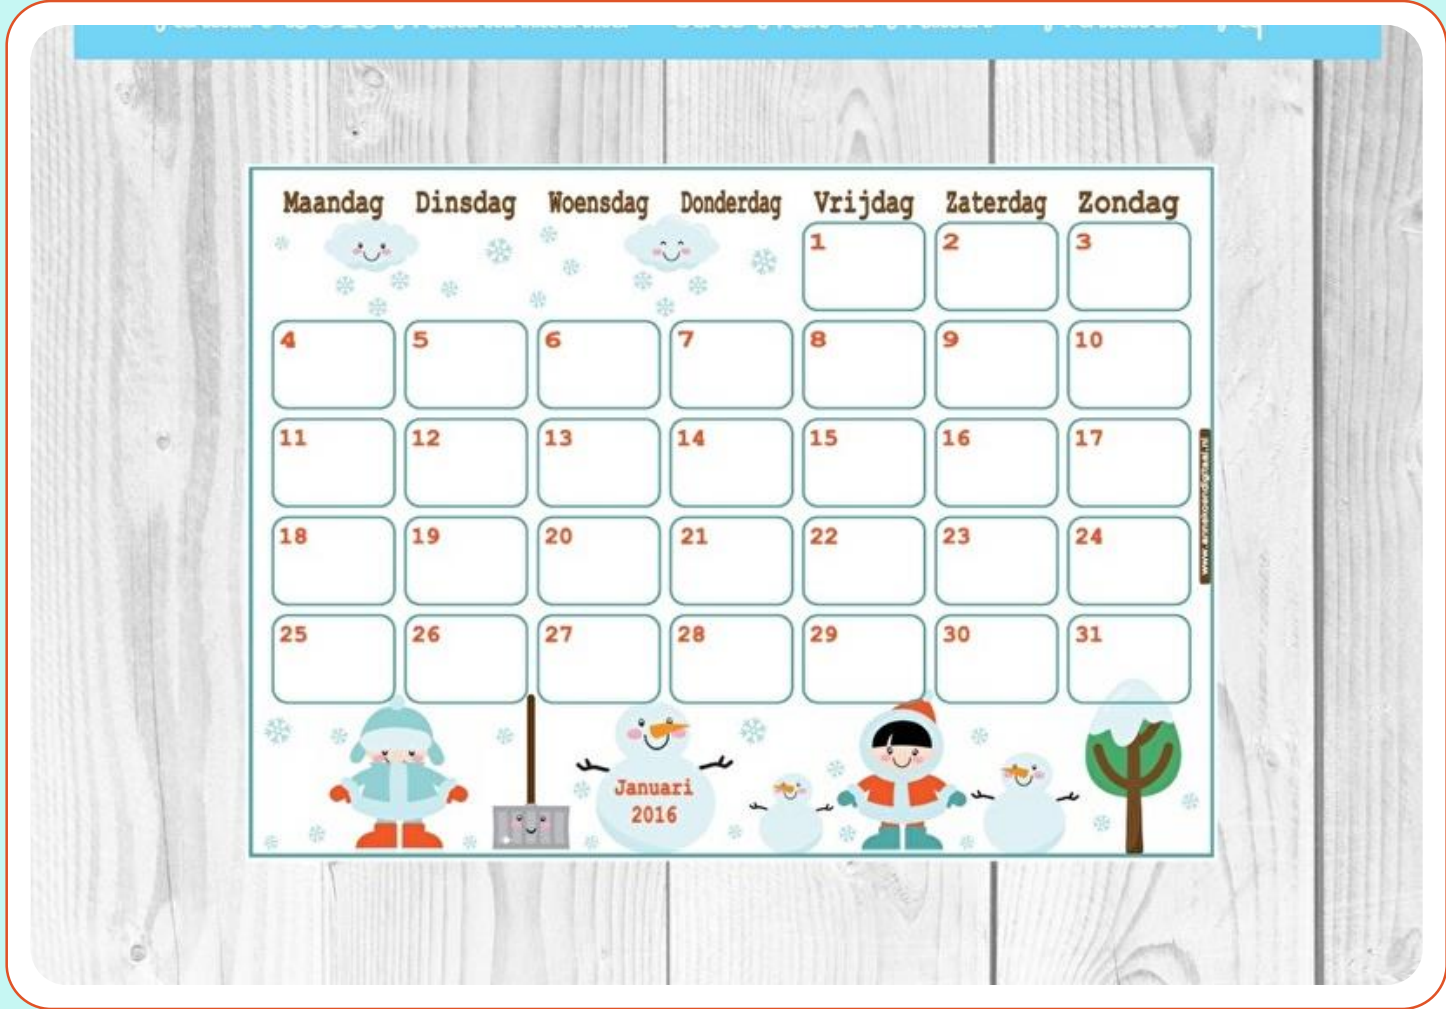 Maandag Dinsdag Woensdag Donderdag Vrijdag Zaterdag Zondag
1 2 3
4 5 6 7 8 9 10
11 12 13 14 15 16 17
18 19 20 21 22 23 24
25 26 27 28 29 30 31
Januari
2016